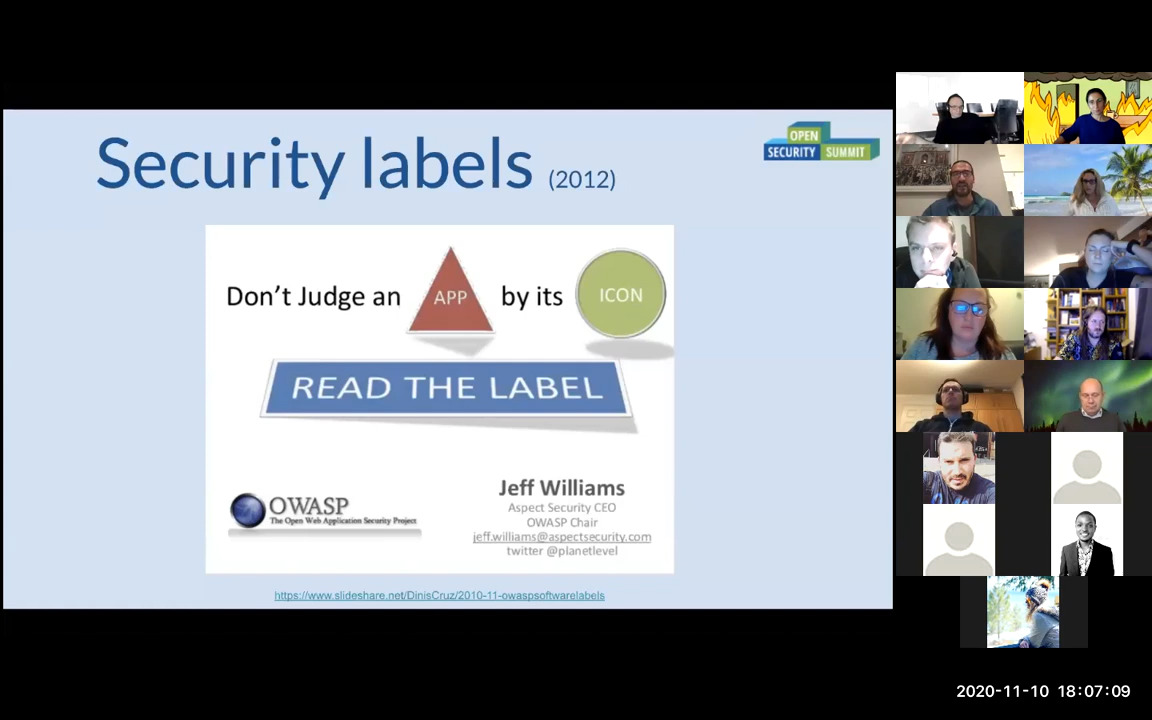 Security labels (2012)
OPEN
SECURITY SUMMIT
Don't Judge an APP by its ICON
READ THE LABEL
OWASP
The Open Web Application Security Project
Jeff Williams
Aspect Security CEO
OWASP Chair
jeff.williams@aspectsecurity.com
twitter @planetlevel
https://www.slideshare.net/DinisCruz/2010-11-owaspsoftwarelabels
2020-11-10 18:07:09